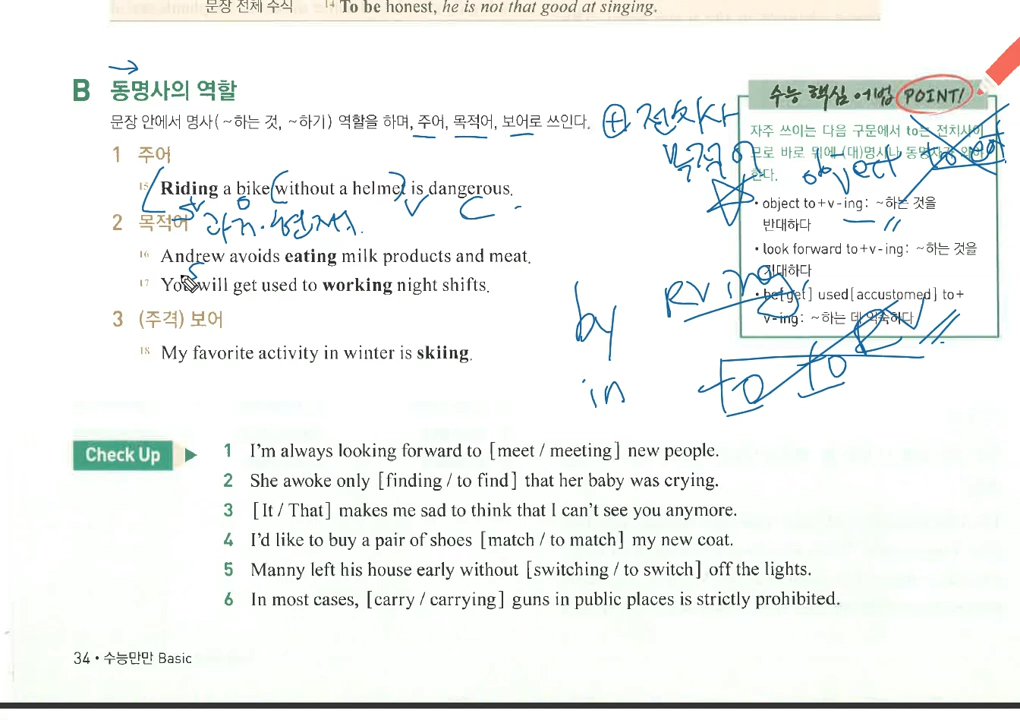 문장 전체 수식 14 To be honest, he is not that good at singing.
B 동명사의 역할
문장 안에서 명사( ~하는 것, ~하기) 역할을 하며, 주어, 목적어, 보어로 쓰인다.
⊕ 전치사
목적어
1 주어
15 Riding a bike without a helmet is dangerous.
S V O V C
2 목적어
16 Andrew avoids eating milk products and meat.
S
17 You will get used to working night shifts.
3 (주격) 보어
18 My favorite activity in winter is skiing.
by RVing
in to to RV
수능 핵심 어법 POINT!
자주 쓰이는 다음 구문에서 to는 전치사이
므로 바로 뒤에 (대)명사나 동명사가 와야
한다.
object
• object to+v-ing: ~하는 것을
반대하다
• look forward to+v-ing: ~하는 것을
기대하다
• be[get] used[accustomed] to+
v-ing: ~하는 데 익숙하다
Check Up
1 I'm always looking forward to [meet / meeting] new people.
2 She awoke only [finding / to find] that her baby was crying.
3 [It / That] makes me sad to think that I can't see you anymore.
4 I'd like to buy a pair of shoes [match / to match] my new coat.
5 Manny left his house early without [switching / to switch] off the lights.
6 In most cases, [carry / carrying] guns in public places is strictly prohibited.
34 • 수능만만 Basic